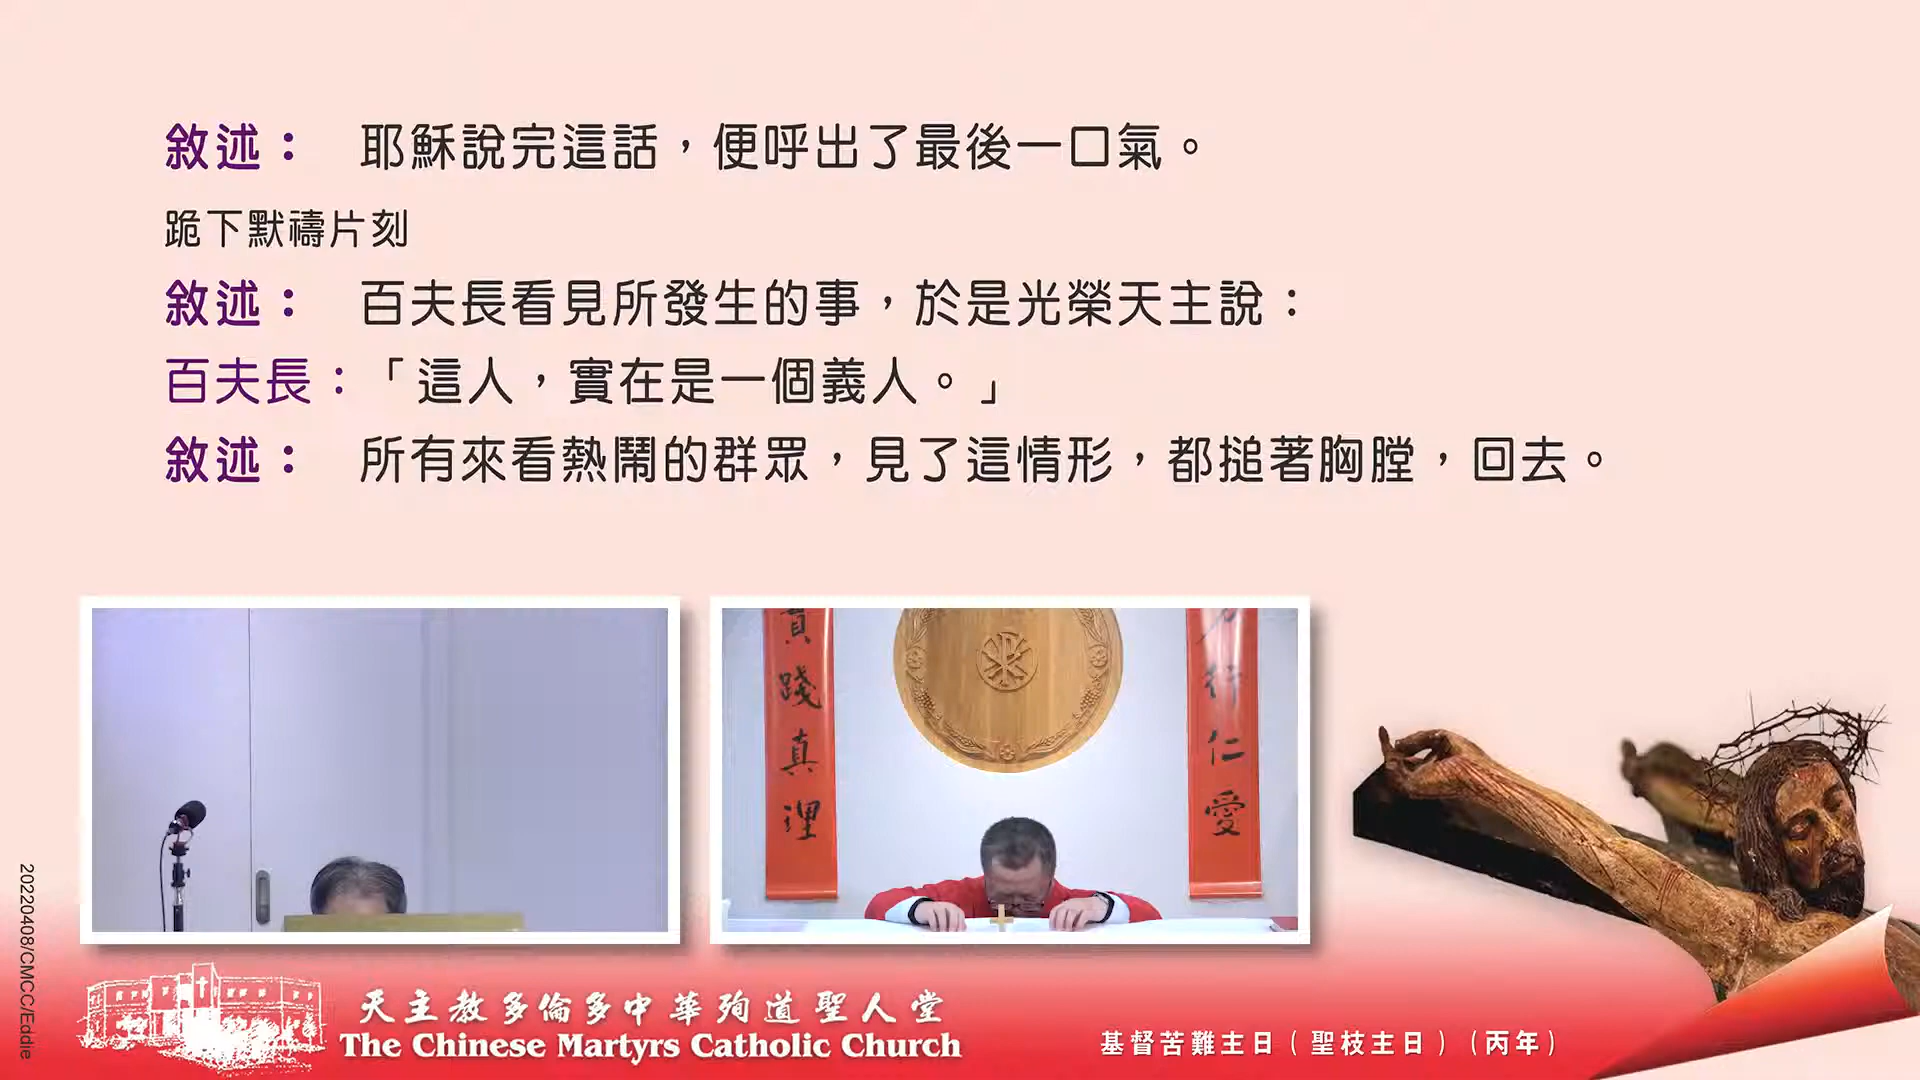 敘述： 耶穌說完這話，便呼出了最後一口氣。
跪下默禱片刻
敘述： 百夫長看見所發生的事，於是光榮天主說：
百夫長：「這人，實在是一個義人。」
敘述： 所有來看熱鬧的群眾，見了這情形，都搥著胸膛，回去。
踐真理
行仁愛
天主教多倫多中華殉道聖人堂
The Chinese Martyrs Catholic Church
基督苦難主日（聖枝主日）（丙年）
20220408/CMCC/Eddie